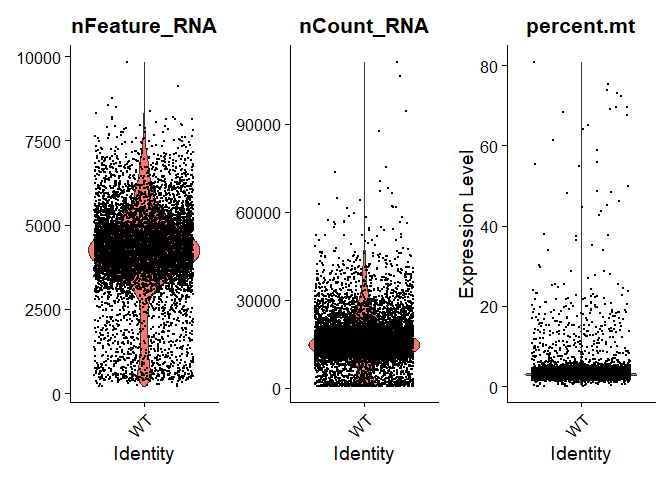 nFeature_RNA
10000
7500
5000
2500
0
WT
Identity
nCount_RNA
90000
60000
30000
0
WT
Identity
percent.mt
Expression Level
80
60
40
20
0
WT
Identity